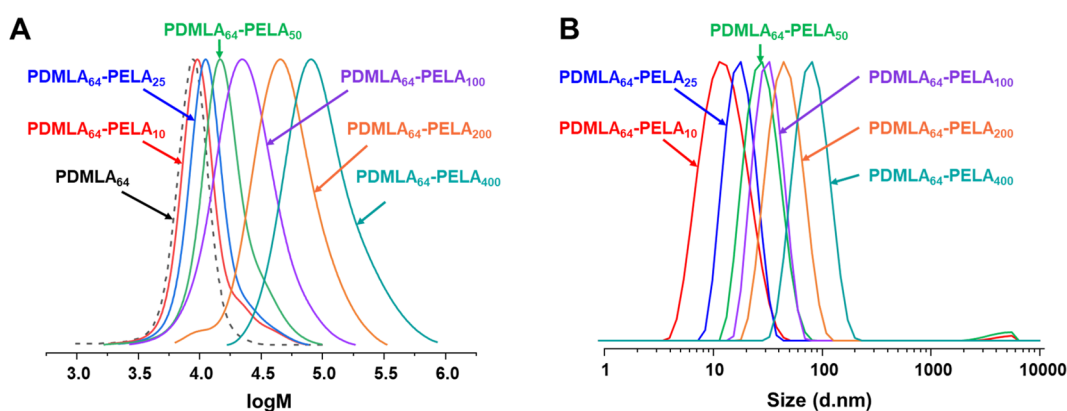 A
PDMLA₆₄-PELA₅₀
PDMLA₆₄-PELA₂₅
PDMLA₆₄-PELA₁₀₀
PDMLA₆₄-PELA₁₀
PDMLA₆₄-PELA₂₀₀
PDMLA₆₄
PDMLA₆₄-PELA₄₀₀
3.0 3.5 4.0 4.5 5.0 5.5 6.0
logM
B
PDMLA₆₄-PELA₅₀
PDMLA₆₄-PELA₂₅
PDMLA₆₄-PELA₁₀₀
PDMLA₆₄-PELA₁₀
PDMLA₆₄-PELA₂₀₀
PDMLA₆₄-PELA₄₀₀
1 10 100 1000 10000
Size (d.nm)